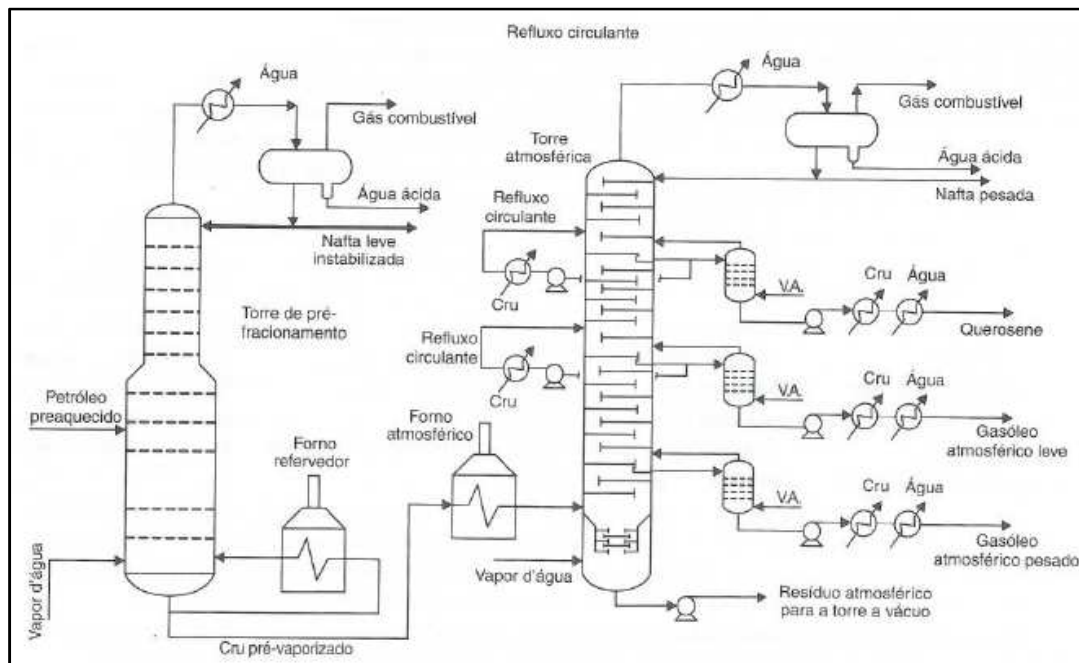 Refluxo circulante
Água
Gás combustível
Água ácida
Nafta leve
instabilizada
Torre de pré-
fracionamento
Petróleo
preaquecido
Forno
refervedor
Vapor d'água
Cru pré-vaporizado
Água
Gás combustível
Torre
atmosférica
Água ácida
Nafta pesada
Refluxo
circulante
Cru
Refluxo
circulante
Cru
Forno
atmosférico
Vapor d'água
V.A.
Cru
Água
Querosene
V.A.
Cru
Água
Gasóleo
atmosférico leve
V.A.
Cru
Água
Gasóleo
atmosférico pesado
Resíduo atmosférico
para a torre a vácuo